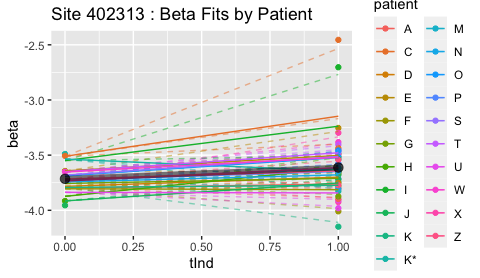 Site 402313 : Beta Fits by Patient
beta
-2.5
-3.0
-3.5
-4.0
0.00 0.25 0.50 0.75 1.00
tInd
patient
A
C
D
E
F
G
H
I
J
K
K*
M
N
O
P
S
T
U
W
X
Z